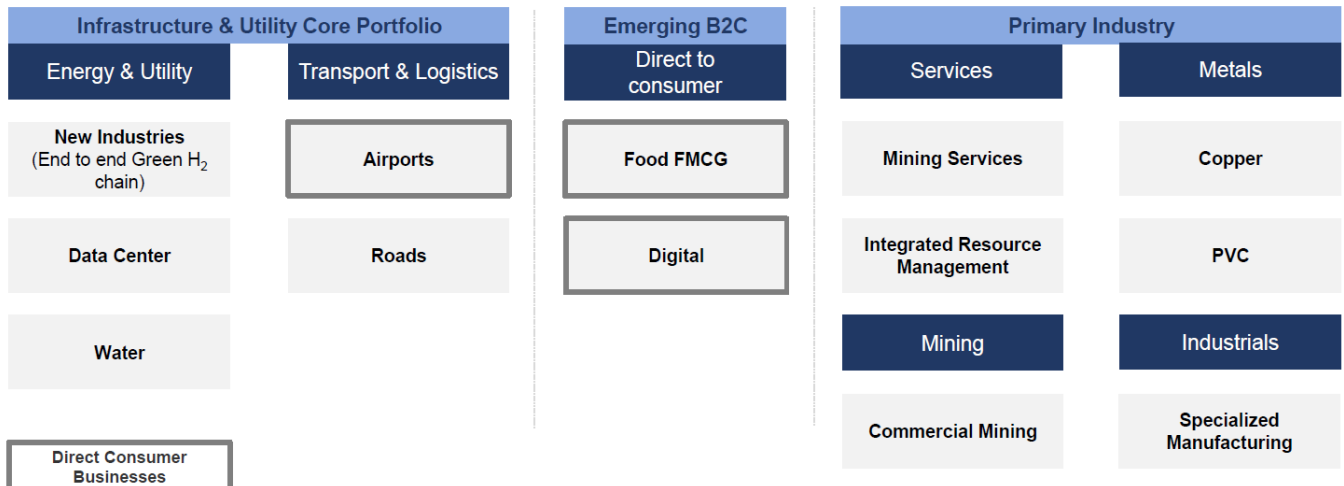 Infrastructure & Utility Core Portfolio
Energy & Utility
New Industries
(End to end Green H₂
chain)
Data Center
Water
Transport & Logistics
Airports
Roads
Emerging B2C
Direct to
consumer
Food FMCG
Digital
Primary Industry
Services
Mining Services
Integrated Resource
Management
Mining
Commercial Mining
Metals
Copper
PVC
Industrials
Specialized
Manufacturing
Direct Consumer
Businesses